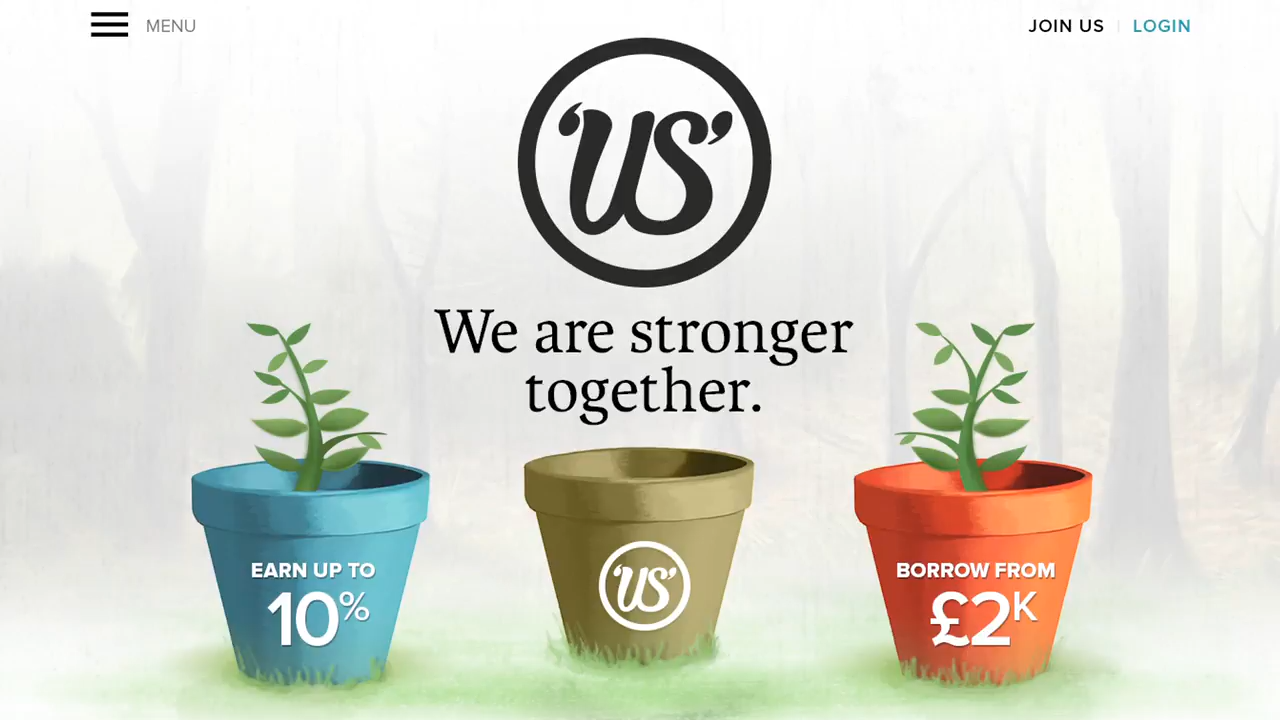 MENU
JOIN US
LOGIN
'US'
We are stronger
together.
EARN UP TO
10%
'US'
BORROW FROM
£2K